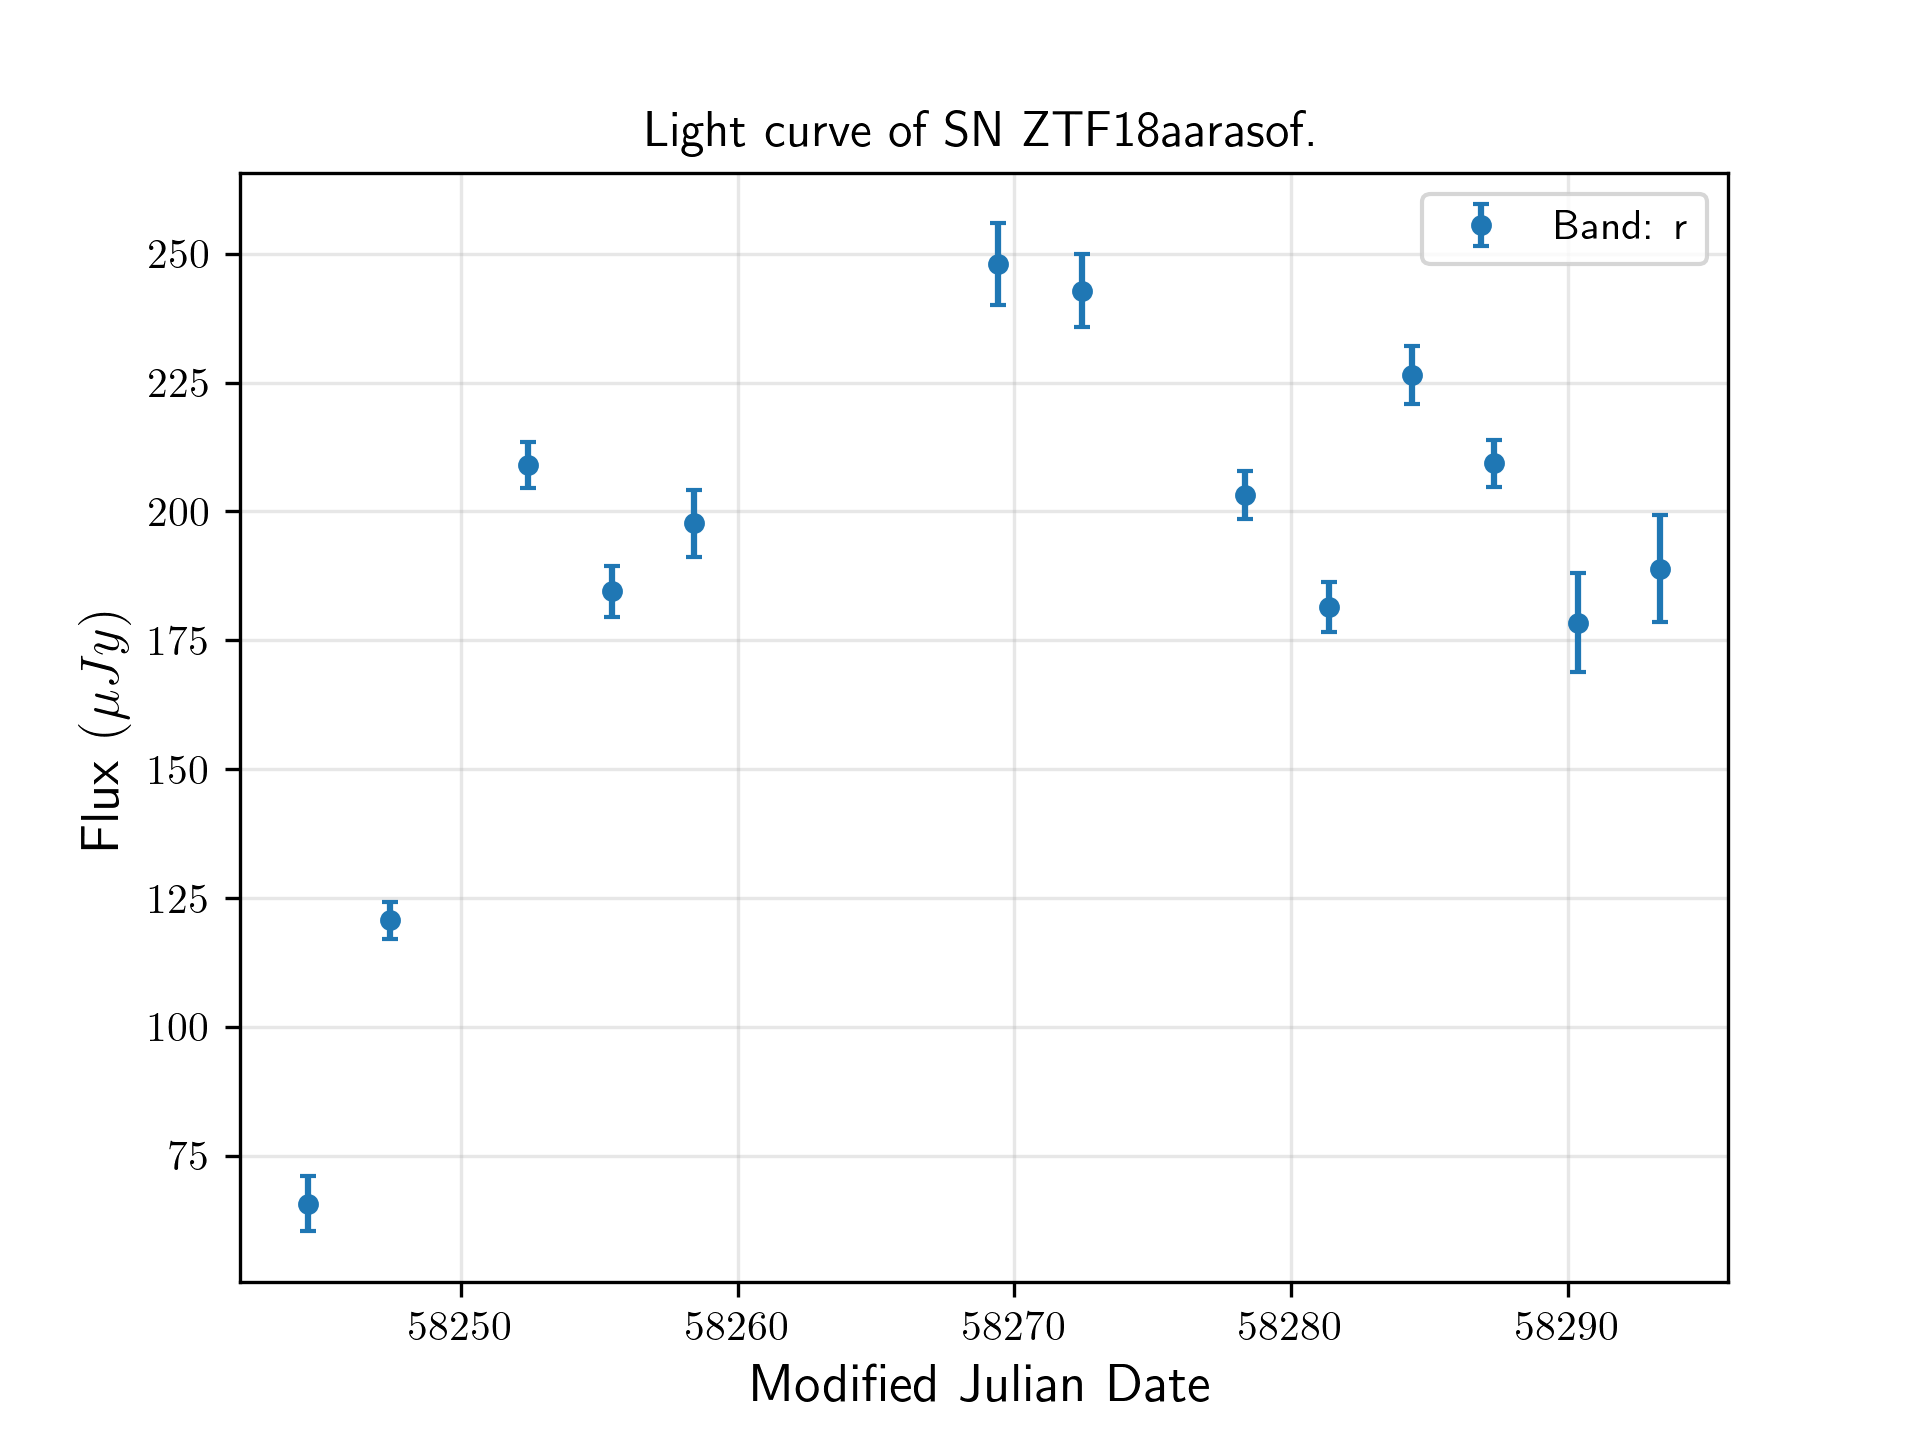 Light curve of SN ZTF18aarasof.
Band: r
250
225
200
175
150
125
100
75
Flux (μJy)
58250 58260 58270 58280 58290
Modified Julian Date